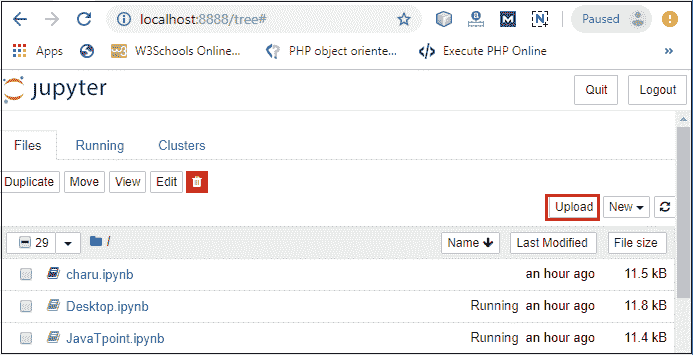 localhost:8888/tree#
Paused
Apps W3Schools Online... PHP object oriente... Execute PHP Online »
jupyter Quit Logout
Files Running Clusters
Duplicate Move View Edit
Upload New
29 / Name Last Modified File size
charu.ipynb an hour ago 11.5 kB
Desktop.ipynb Running an hour ago 11.8 kB
JavaTpoint.ipynb Running an hour ago 11.4 kB